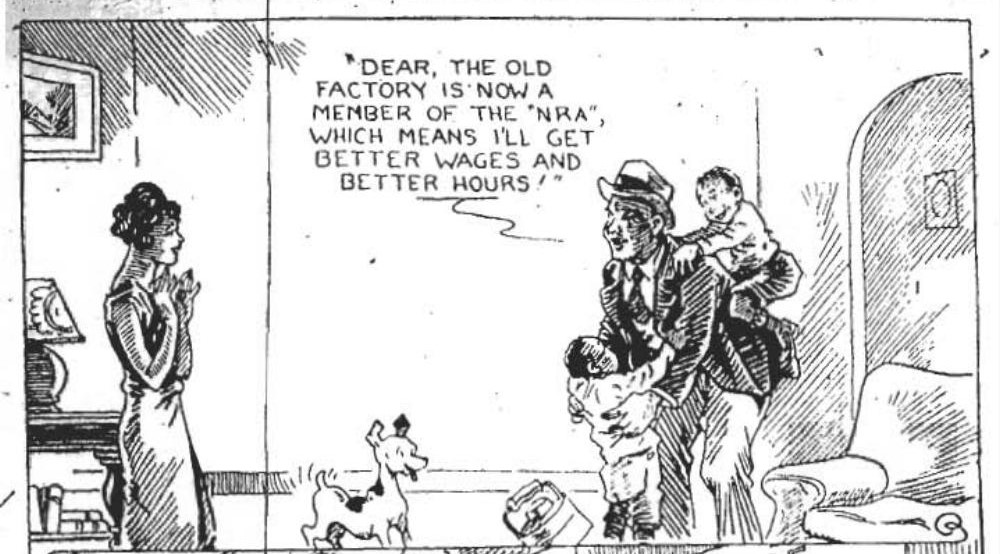 "DEAR, THE OLD
FACTORY IS NOW A
MEMBER OF THE "NRA",
WHICH MEANS I'LL GET
BETTER WAGES AND
BETTER HOURS!"